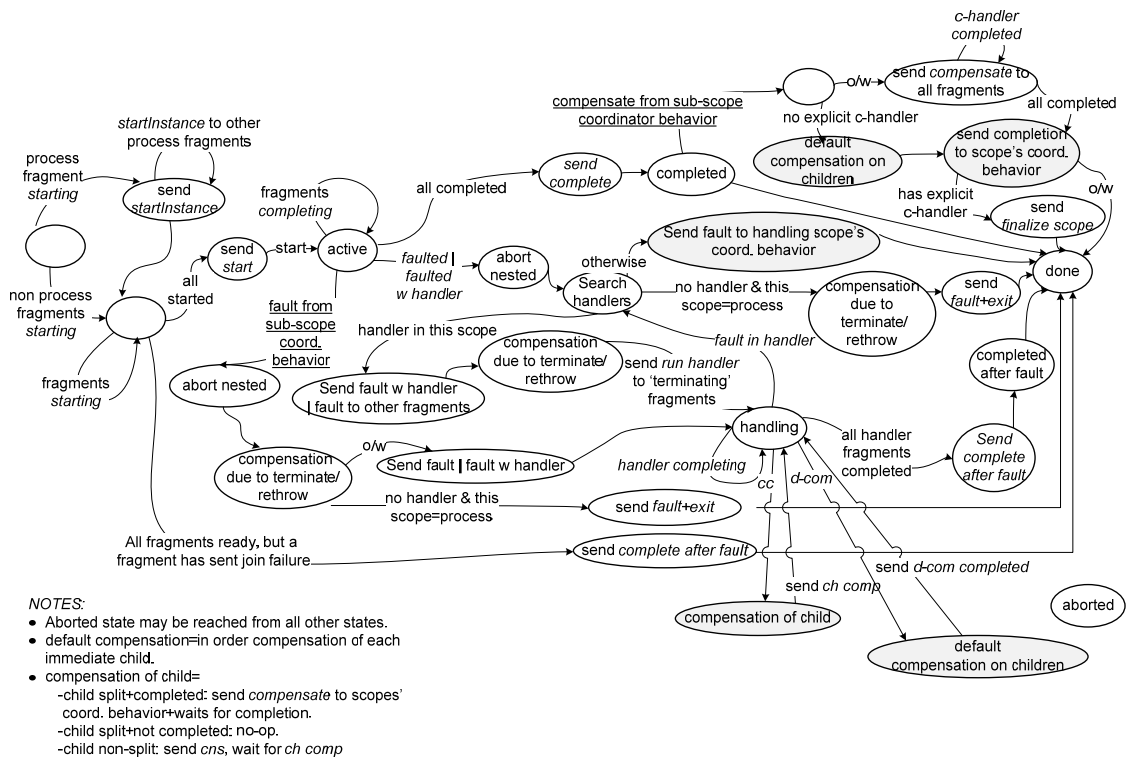 c-handler
completed
send compensate to
all fragments
o/w
all completed
compensate from sub-scope
coordinator behavior
no explicit c-handler
default
compensation on
children
send completion
to scope's coord.
behavior
has explicit
c-handler
o/w
send
finalize scope
startInstance to other
process fragments
process
fragment
starting
send
startInstance
fragments
completing
all completed
send
complete
completed
send
start
start
active
all
started
non process
fragments
starting
fragments
starting
faulted |
faulted
w handler
abort
nested
otherwise
Send fault to handling scope's
coord. behavior
Search
handlers
no handler & this
scope=process
compensation
due to terminate/
rethrow
send
fault+exit
done
fault from
sub-scope
coord.
behavior
handler in this scope
fault in handler
compensation
due to terminate/
rethrow
send run handler
to 'terminating'
fragments
completed
after fault
abort nested
Send fault w handler
| fault to other fragments
handling
all handler
fragments
completed
Send
complete
after fault
compensation
due to terminate/
rethrow
o/w
Send fault | fault w handler
handler completing
cc
d-com
no handler & this
scope=process
send fault+exit
All fragments ready, but a
fragment has sent join failure
send complete after fault
send d-com completed
send ch comp
compensation of child
aborted
default
compensation on children
NOTES:
• Aborted state may be reached from all other states.
• default compensation=in order compensation of each
immediate child.
• compensation of child=
-child split+completed: send compensate to scopes'
coord. behavior+waits for completion.
-child split+not completed: no-op.
-child non-split: send cns, wait for ch comp